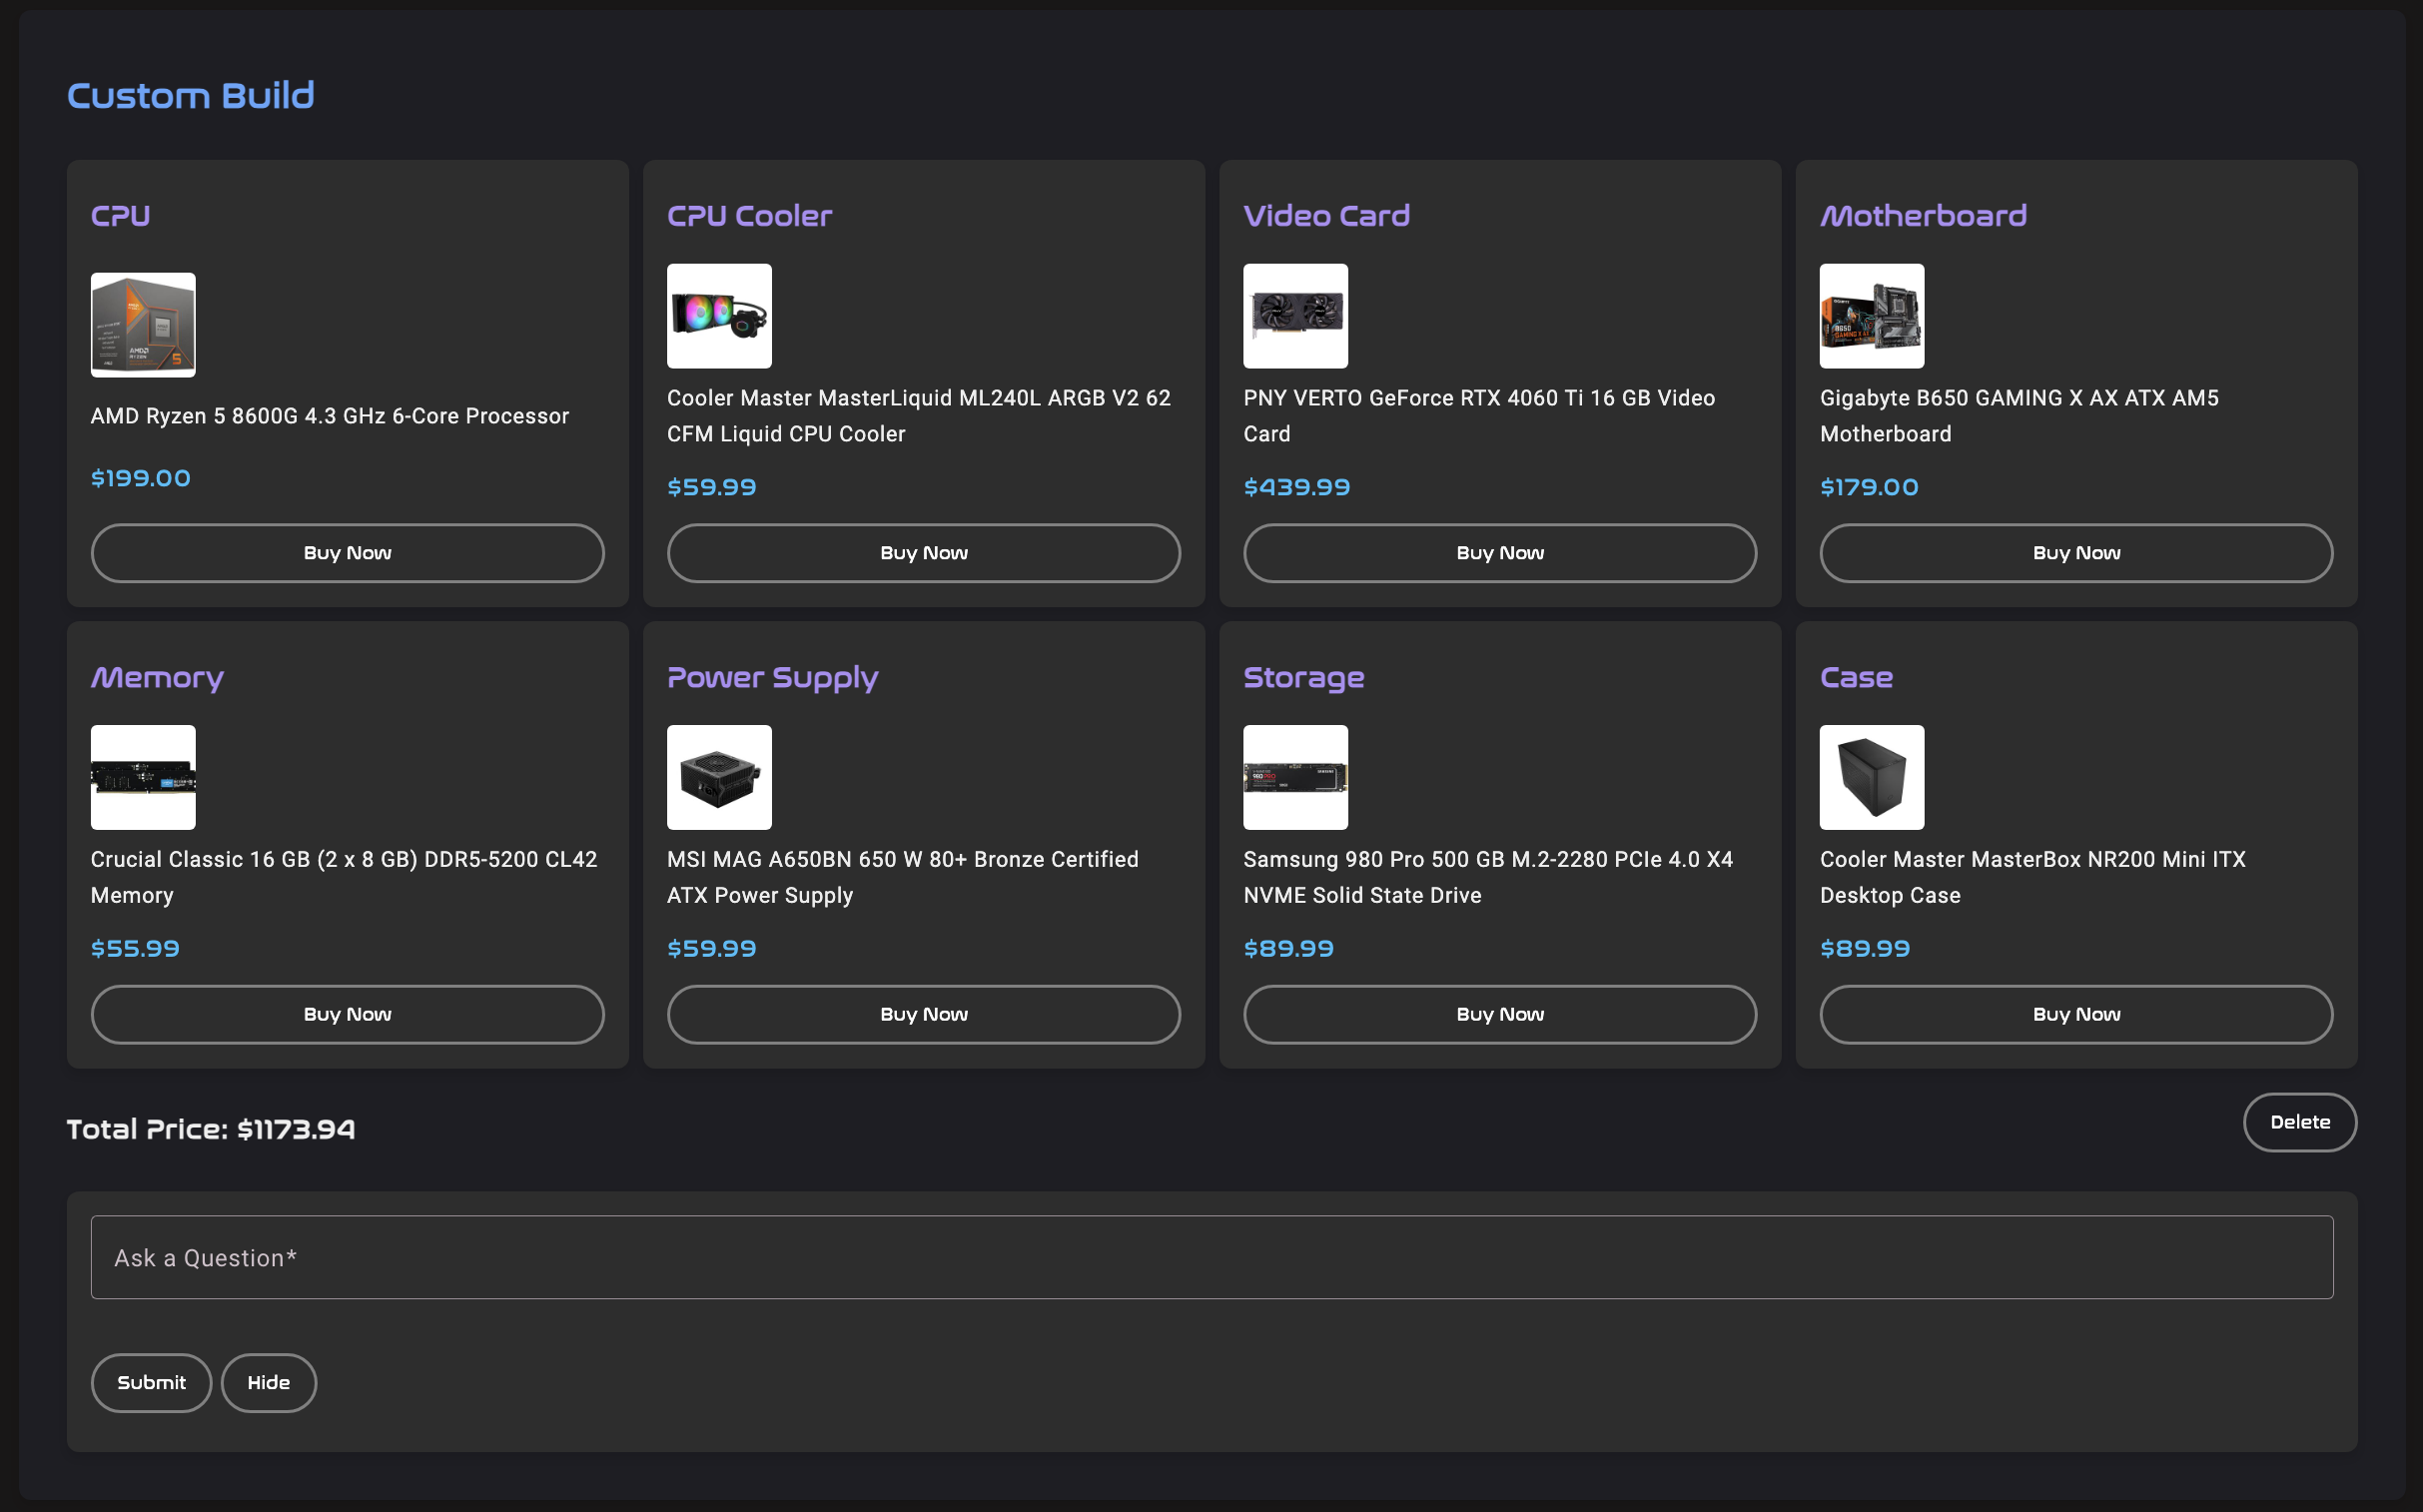 Custom Build
CPU
AMD Ryzen 5 8600G 4.3 GHz 6-Core Processor
$199.00
Buy Now
CPU Cooler
Cooler Master MasterLiquid ML240L ARGB V2 62
CFM Liquid CPU Cooler
$59.99
Buy Now
Video Card
PNY VERTO GeForce RTX 4060 Ti 16 GB Video
Card
$439.99
Buy Now
Motherboard
Gigabyte B650 GAMING X AX ATX AM5
Motherboard
$179.00
Buy Now
Memory
Crucial Classic 16 GB (2 x 8 GB) DDR5-5200 CL42
Memory
$55.99
Buy Now
Power Supply
MSI MAG A650BN 650 W 80+ Bronze Certified
ATX Power Supply
$59.99
Buy Now
Storage
Samsung 980 Pro 500 GB M.2-2280 PCIe 4.0 X4
NVME Solid State Drive
$89.99
Buy Now
Case
Cooler Master MasterBox NR200 Mini ITX
Desktop Case
$89.99
Buy Now
Total Price: $1173.94
Delete
Ask a Question*
Submit
Hide